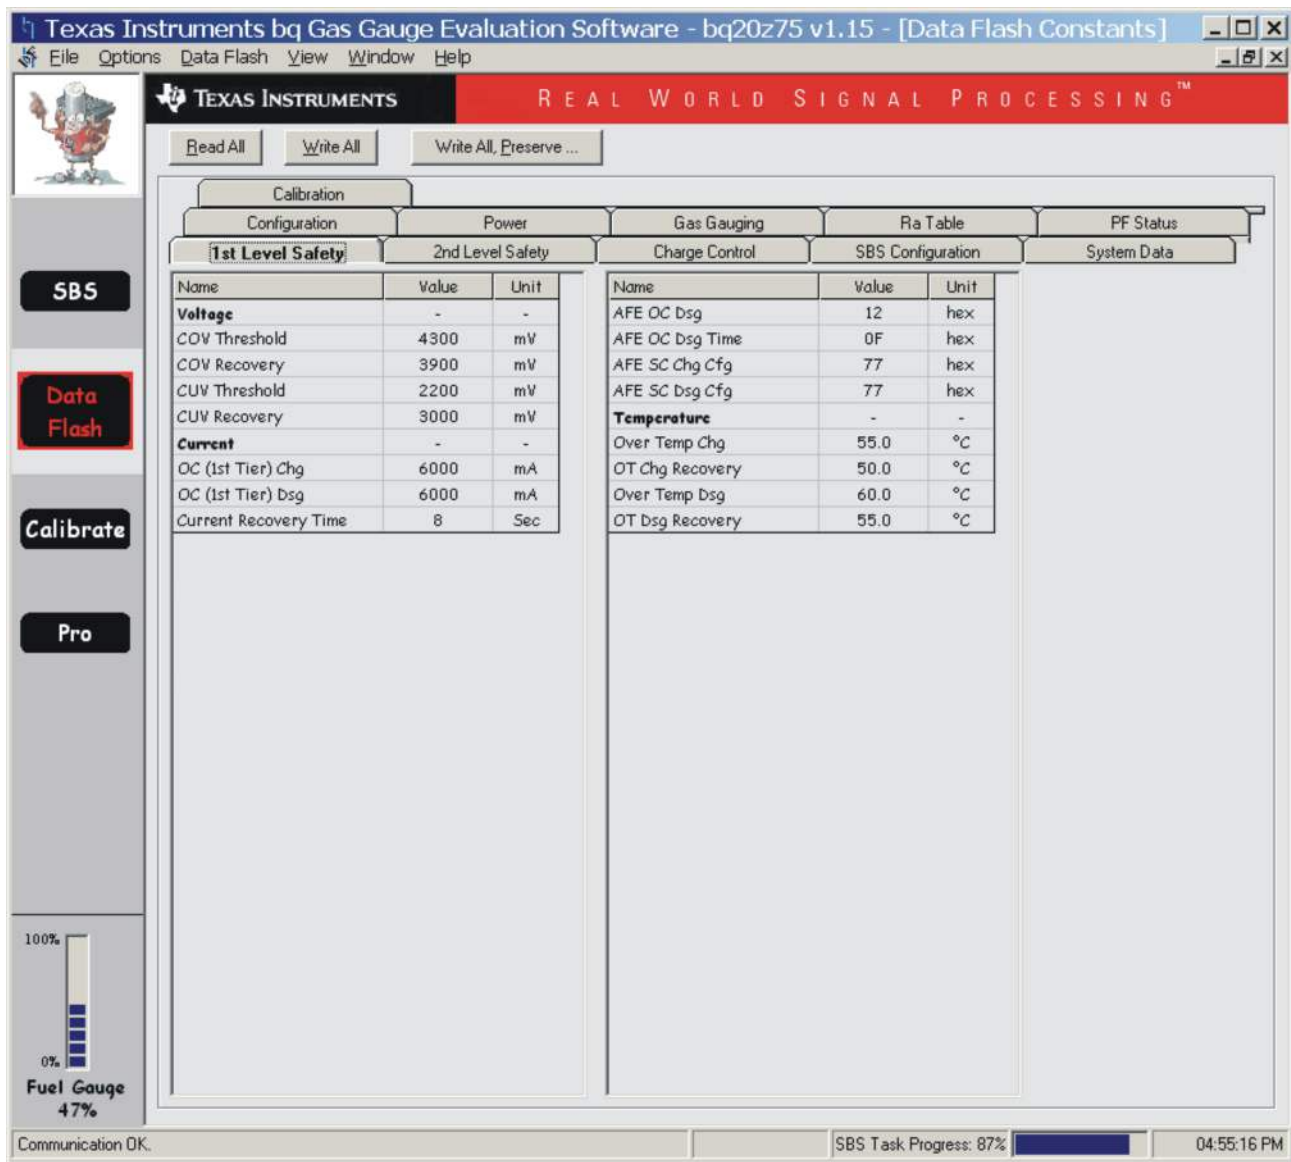 Texas Instruments bq Gas Gauge Evaluation Software - bq20z75 v1.15 - [Data Flash Constants]
File Options Data Flash View Window Help
TEXAS INSTRUMENTS REAL WORLD SIGNAL PROCESSING™
Read All Write All Write All, Preserve ...
Calibration
Configuration Power Gas Gauging Ra Table PF Status
1st Level Safety 2nd Level Safety Charge Control SBS Configuration System Data
SBS
Data
Flash
Calibrate
Pro
Name Value Unit
Voltage - -
COV Threshold 4300 mV
COV Recovery 3900 mV
CUV Threshold 2200 mV
CUV Recovery 3000 mV
Current - -
OC (1st Tier) Chg 6000 mA
OC (1st Tier) Dsg 6000 mA
Current Recovery Time 8 Sec
Name Value Unit
AFE OC Dsg 12 hex
AFE OC Dsg Time 0F hex
AFE SC Chg Cfg 77 hex
AFE SC Dsg Cfg 77 hex
Temperature - -
Over Temp Chg 55.0 °C
OT Chg Recovery 50.0 °C
Over Temp Dsg 60.0 °C
OT Dsg Recovery 55.0 °C
100%
0%
Fuel Gauge
47%
Communication OK. SBS Task Progress: 87% 04:55:16 PM